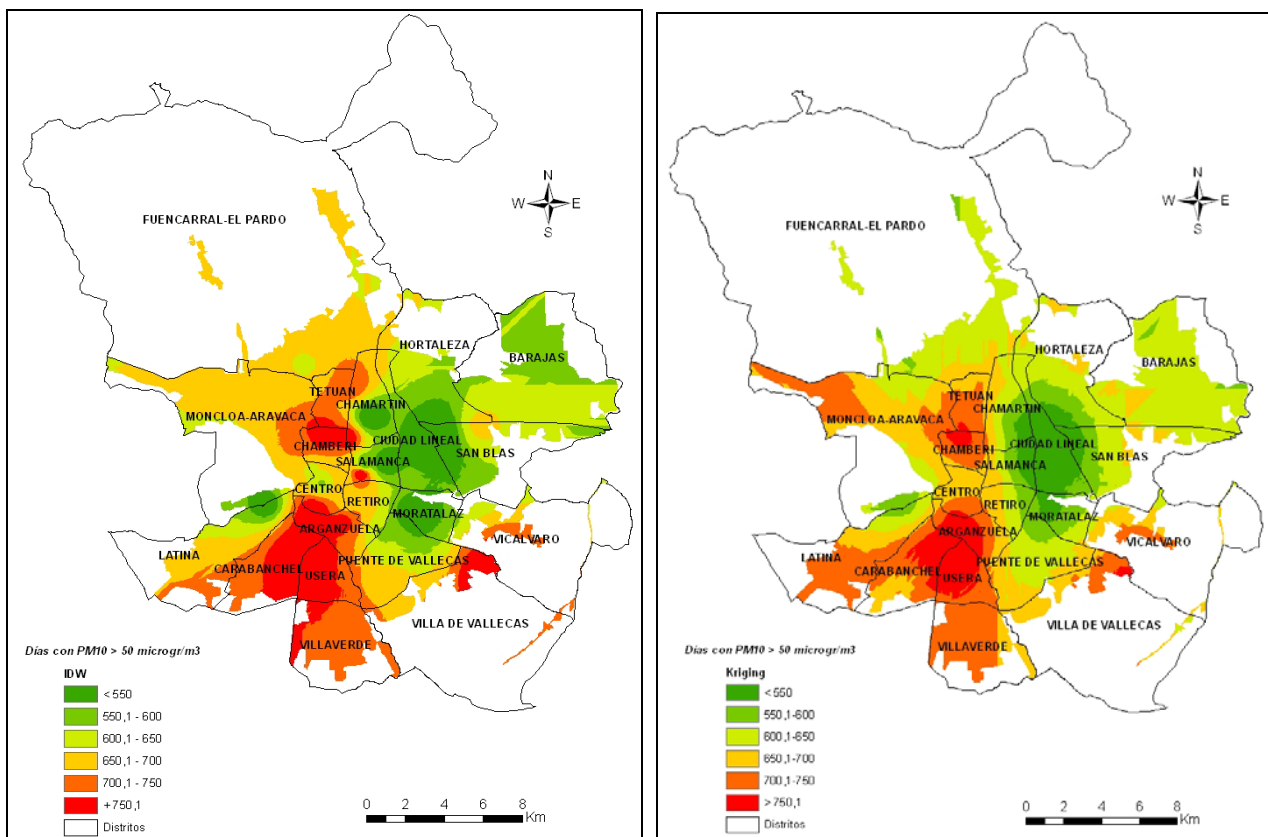 N
W E
S
FUENCARRAL-EL PARDO
HORTALEZA
BARAJAS
TETUAN
CHAMARTIN
MONCLOA-ARAVACA
CIUDAD LINEAL
CHAMBERI
SAN BLAS
SALAMANCA
CENTRO
RETIRO
MORATALAZ
ARGANZUELA
VICALVARO
LATINA
PUENTE DE VALLECAS
CARABANCHEL
USERA
VILLA DE VALLECAS
VILLAVERDE
Días con PM10 > 50 microgr/m3
IDW
< 550
550,1 - 600
600,1 - 650
650,1 - 700
700,1 - 750
+750,1
Distritos
0 2 4 6 8
Km
N
W E
S
FUENCARRAL-EL PARDO
HORTALEZA
BARAJAS
TETUAN
CHAMARTIN
MONCLOA-ARAVACA
CIUDAD LINEAL
CHAMBERI
SAN BLAS
SALAMANCA
CENTRO
RETIRO
MORATALAZ
ARGANZUELA
VICALVARO
LATINA
PUENTE DE VALLECAS
CARABANCHEL
USERA
VILLA DE VALLECAS
VILLAVERDE
Días con PM10 > 50 microgr/m3
Kriging
< 550
550,1-600
600,1-650
650,1-700
700,1-750
>750,1
Distritos
0 2 4 6 8
Km